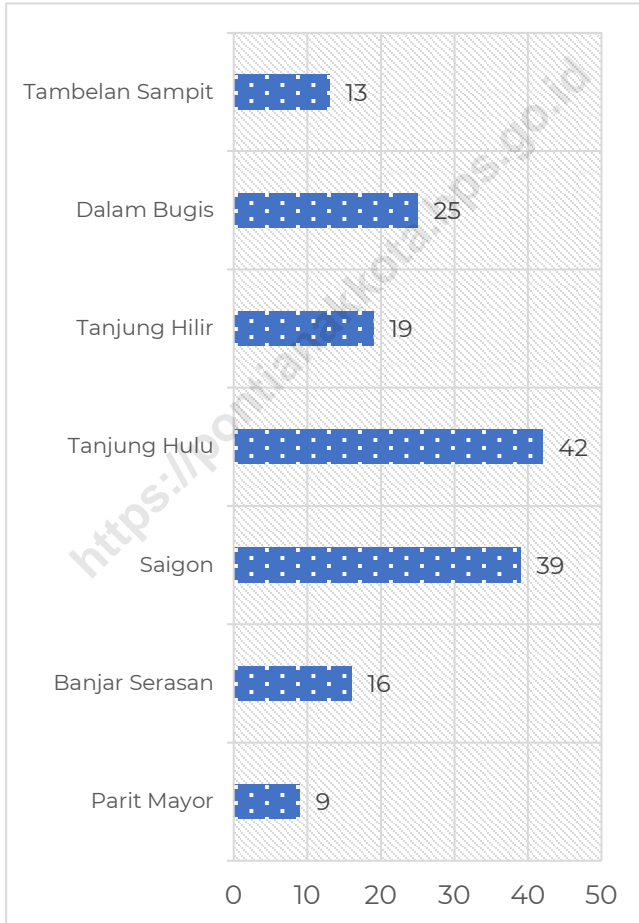 Tambelan Sampit 13
Dalam Bugis 25
Tanjung Hilir 19
Tanjung Hulu 42
Saigon 39
Banjar Serasan 16
Parit Mayor 9
0 10 20 30 40 50
https://pontianakkota.bps.go.id